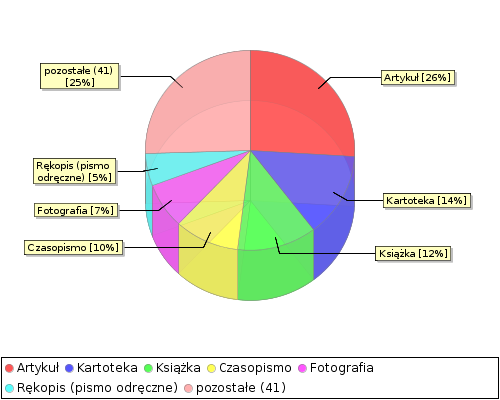 pozostałe (41)
[25%]
Artykuł [26%]
Rękopis (pismo
odręczne) [5%]
Kartoteka [14%]
Fotografia [7%]
Czasopismo [10%]
Książka [12%]
Artykuł Kartoteka Książka Czasopismo Fotografia
Rękopis (pismo odręczne) pozostałe (41)